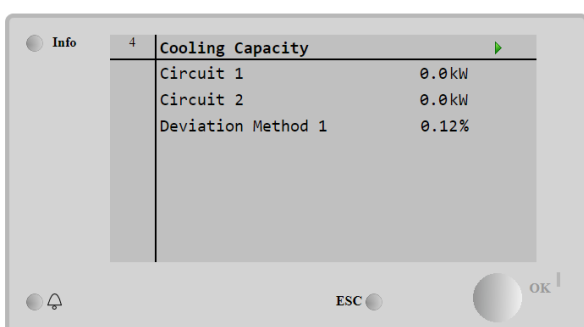 Info
4 Cooling Capacity
Circuit 1 0.0kW
Circuit 2 0.0kW
Deviation Method 1 0.12%
ESC
OK